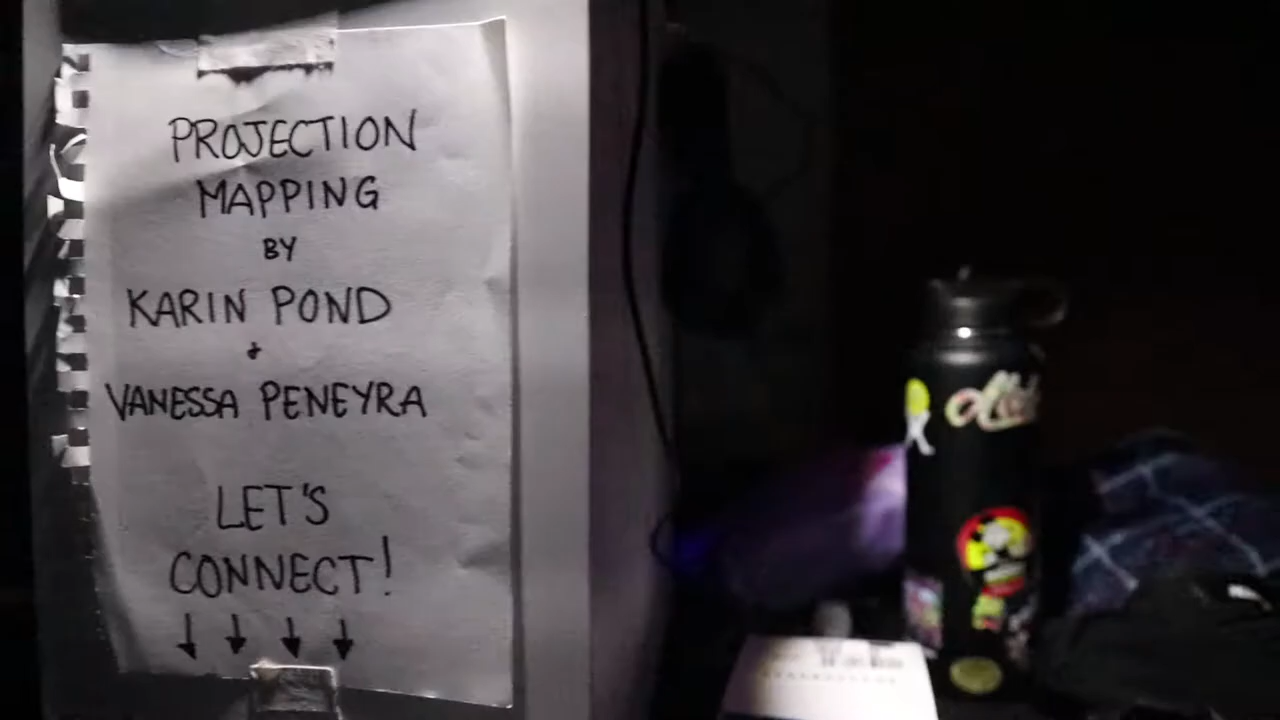 PROJECTION
MAPPING
BY
KARIN POND
+
VANESSA PENEYRA
LET'S
CONNECT!